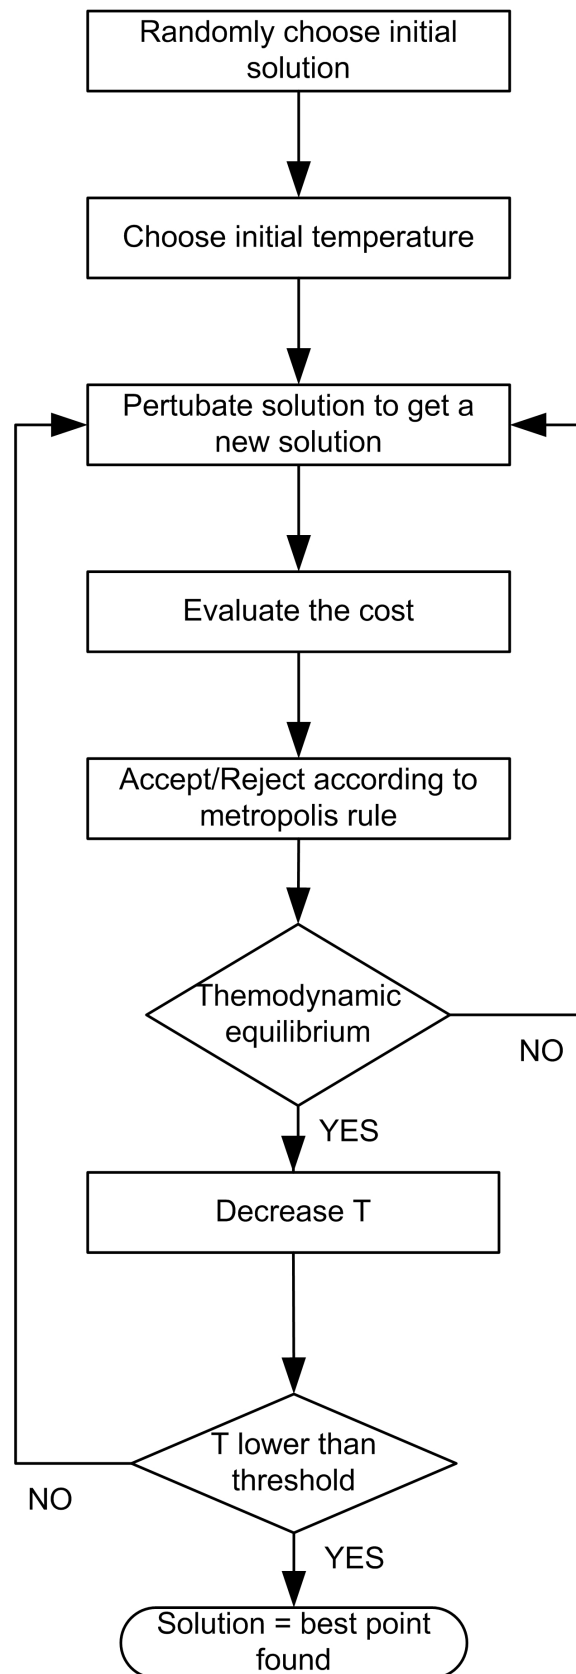 Randomly choose initial
solution
Choose initial temperature
Pertubate solution to get a
new solution
Evaluate the cost
Accept/Reject according to
metropolis rule
Themodynamic
equilibrium
NO
YES
Decrease T
T lower than
threshold
NO
YES
Solution = best point
found